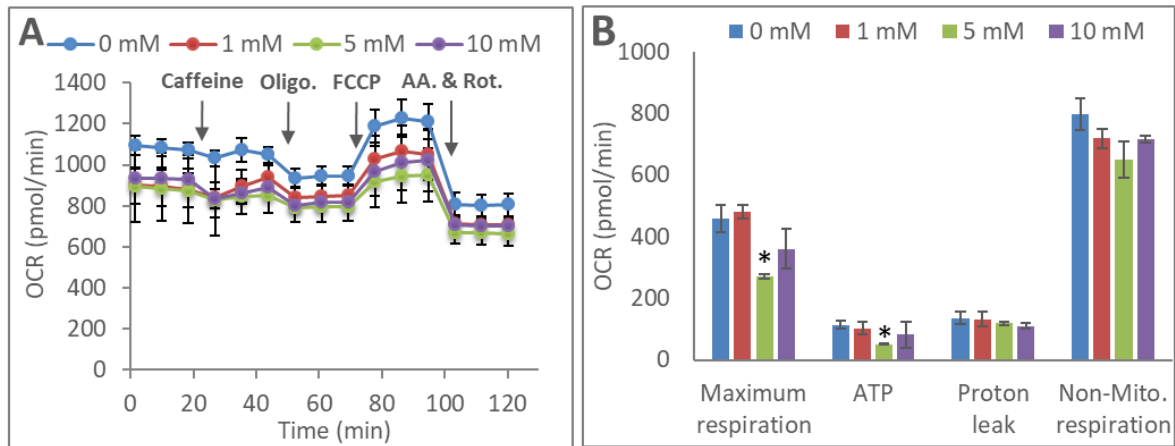 A
0 mM 1 mM 5 mM 10 mM
Caffeine Oligo. FCCP AA. & Rot.
OCR (pmol/min)
1400
1200
1000
800
600
400
200
0
0 20 40 60 80 100 120
Time (min)
B
0 mM 1 mM 5 mM 10 mM
OCR (pmol/min)
1000
800
600
400
200
0
*
*
Maximum ATP Proton Non-Mito.
respiration leak respiration